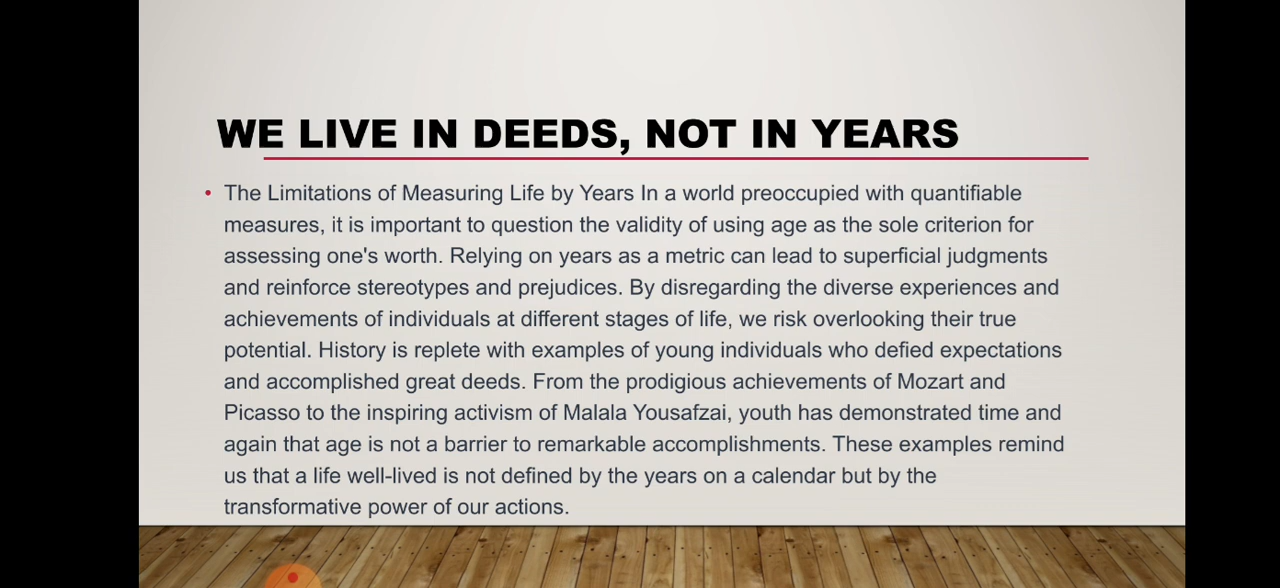 WE LIVE IN DEEDS, NOT IN YEARS
• The Limitations of Measuring Life by Years In a world preoccupied with quantifiable
measures, it is important to question the validity of using age as the sole criterion for
assessing one's worth. Relying on years as a metric can lead to superficial judgments
and reinforce stereotypes and prejudices. By disregarding the diverse experiences and
achievements of individuals at different stages of life, we risk overlooking their true
potential. History is replete with examples of young individuals who defied expectations
and accomplished great deeds. From the prodigious achievements of Mozart and
Picasso to the inspiring activism of Malala Yousafzai, youth has demonstrated time and
again that age is not a barrier to remarkable accomplishments. These examples remind
us that a life well-lived is not defined by the years on a calendar but by the
transformative power of our actions.